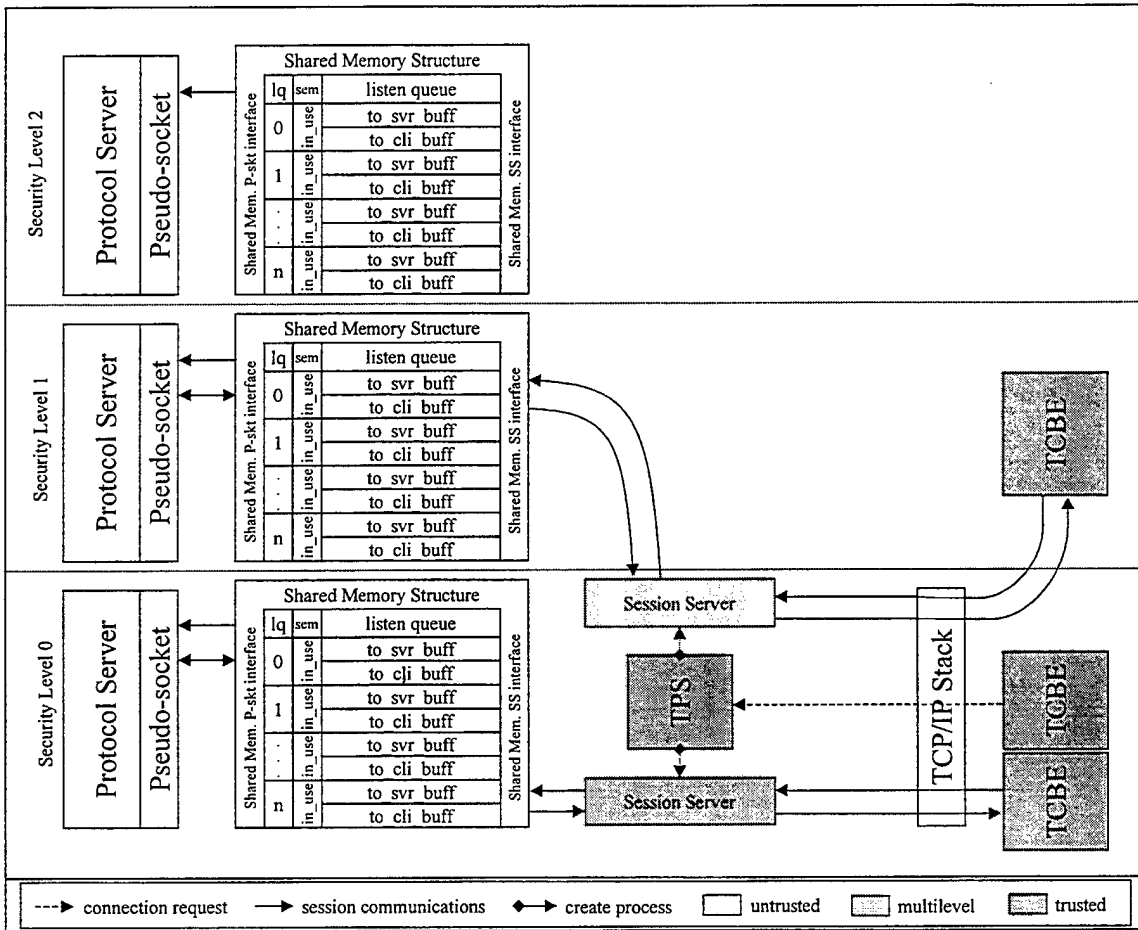 Security Level 2
Protocol Server
Pseudo-socket
Shared Memory Structure
Shared Mem. P-skt interface
lq sem listen queue
0 in_use to svr buff
to cli buff
1 in_use to svr buff
to cli buff
. in_use to svr buff
. to cli buff
n in_use to svr buff
to cli buff
Shared Mem. SS interface
Security Level 1
Protocol Server
Pseudo-socket
Shared Memory Structure
Shared Mem. P-skt interface
lq sem listen queue
0 in_use to svr buff
to cli buff
1 in_use to svr buff
to cli buff
. in_use to svr buff
. to cli buff
n in_use to svr buff
to cli buff
Shared Mem. SS interface
TCBE
Security Level 0
Protocol Server
Pseudo-socket
Shared Memory Structure
Shared Mem. P-skt interface
lq sem listen queue
0 in_use to svr buff
to cli buff
1 in_use to svr buff
to cli buff
. in_use to svr buff
. to cli buff
n in_use to svr buff
to cli buff
Shared Mem. SS interface
Session Server
TPS
Session Server
TCP/IP Stack
TCBE
TCBE
connection request session communications create process untrusted multilevel trusted